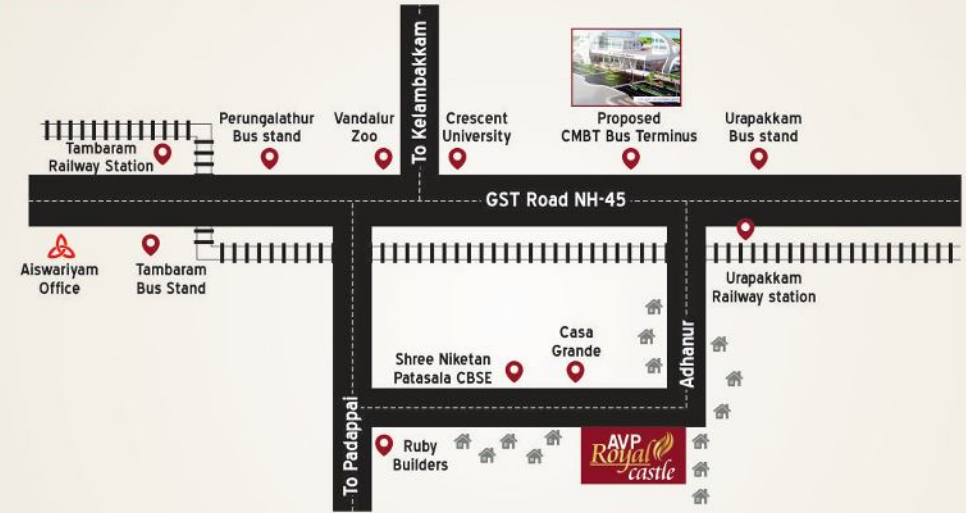 To Kelambakkam
Perungalathur
Bus stand
Vandalur
Zoo
Crescent
University
Proposed
CMBT Bus Terminus
Urapakkam
Bus stand
Tambaram
Railway Station
GST Road NH-45
Aiswariyam
Office
Tambaram
Bus Stand
Urapakkam
Railway station
Adhanur
Casa
Grande
Shree Niketan
Patasala CBSE
To Padappai
Ruby
Builders
AVP
Royal
castle